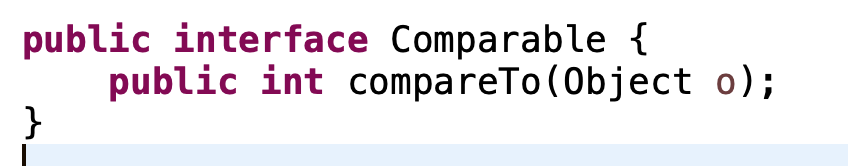 public interface Comparable {
    public int compareTo(Object o);
}